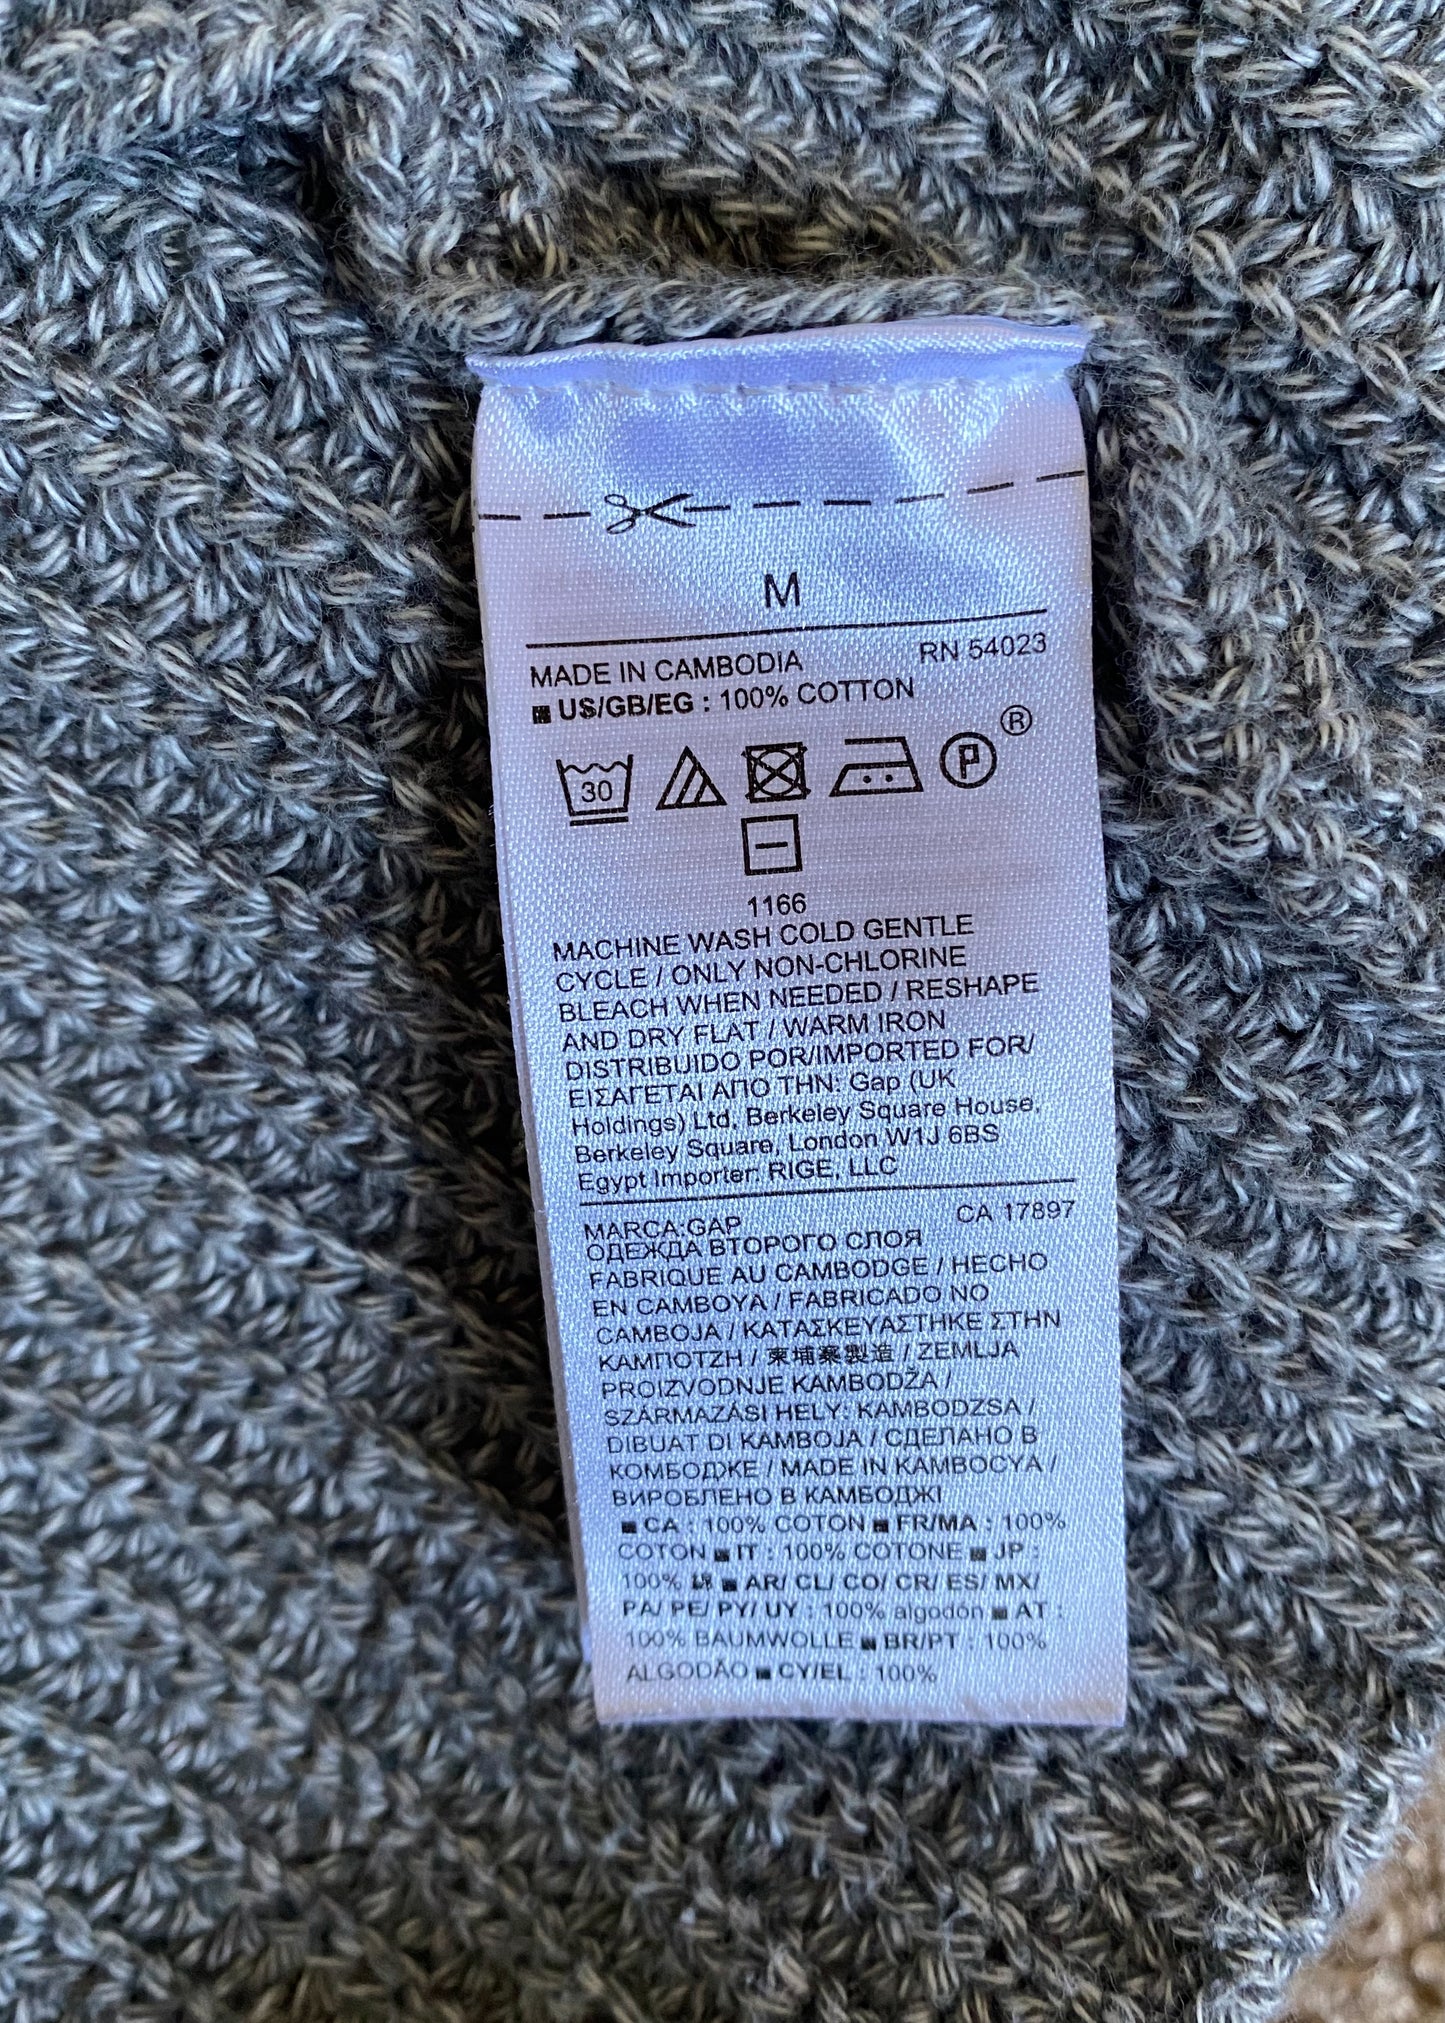 M
MADE IN CAMBODIA RN 54023
US/GB/EG : 100% COTTON
30 P ®
1166
MACHINE WASH COLD GENTLE
CYCLE / ONLY NON-CHLORINE
BLEACH WHEN NEEDED / RESHAPE
AND DRY FLAT / WARM IRON
DISTRIBUIDO POR/IMPORTED FOR/
ΕΙΣΑΓΕΤΑΙ ΑΠΟ ΤΗΝ: Gap (UK
Holdings) Ltd, Berkeley Square House,
Berkeley Square, London W1J 6BS
Egypt Importer: RIGE, LLC
MARCA:GAP CA 17897
ОДЕЖДА ВТОРОГО СЛОЯ
FABRIQUE AU CAMBODGE / HECHO
EN CAMBOYA / FABRICADO NO
CAMBOJA / ΚΑΤΑΣΚΕΥΑΣΤΗΚΕ ΣΤΗΝ
ΚΑΜΠΟΤΖΗ / 柬埔寨製造 / ZEMLJA
PROIZVODNJE KAMBODŽA /
SZÁRMAZÁSI HELY: KAMBODZSA /
DIBUAT DI KAMBOJA / СДЕЛАНО В
КОМБОДЖЕ / MADE IN KAMBOCYA /
ВИРОБЛЕНО В КАМБОДЖІ
CA : 100% COTON FR/MA : 100%
COTON IT : 100% COTONE JP :
100% AR/ CL/ CO/ CR/ ES/ MX/
PA/ PE/ PY/ UY : 100% algodón AT :
100% BAUMWOLLE BR/PT : 100%
ALGODÃO CY/EL : 100%